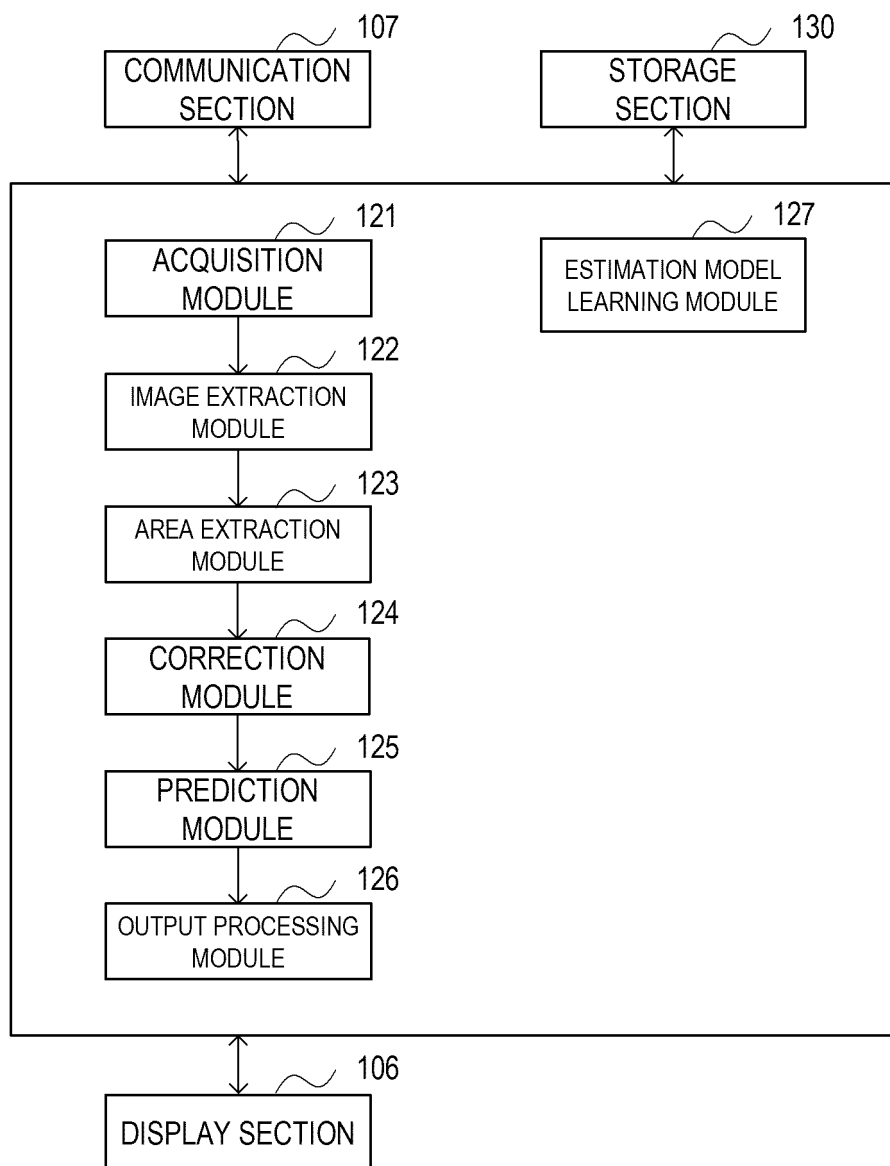 107
COMMUNICATION
SECTION
130
STORAGE
SECTION
121
ACQUISITION
MODULE
127
ESTIMATION MODEL
LEARNING MODULE
122
IMAGE EXTRACTION
MODULE
123
AREA EXTRACTION
MODULE
124
CORRECTION
MODULE
125
PREDICTION
MODULE
126
OUTPUT PROCESSING
MODULE
106
DISPLAY SECTION